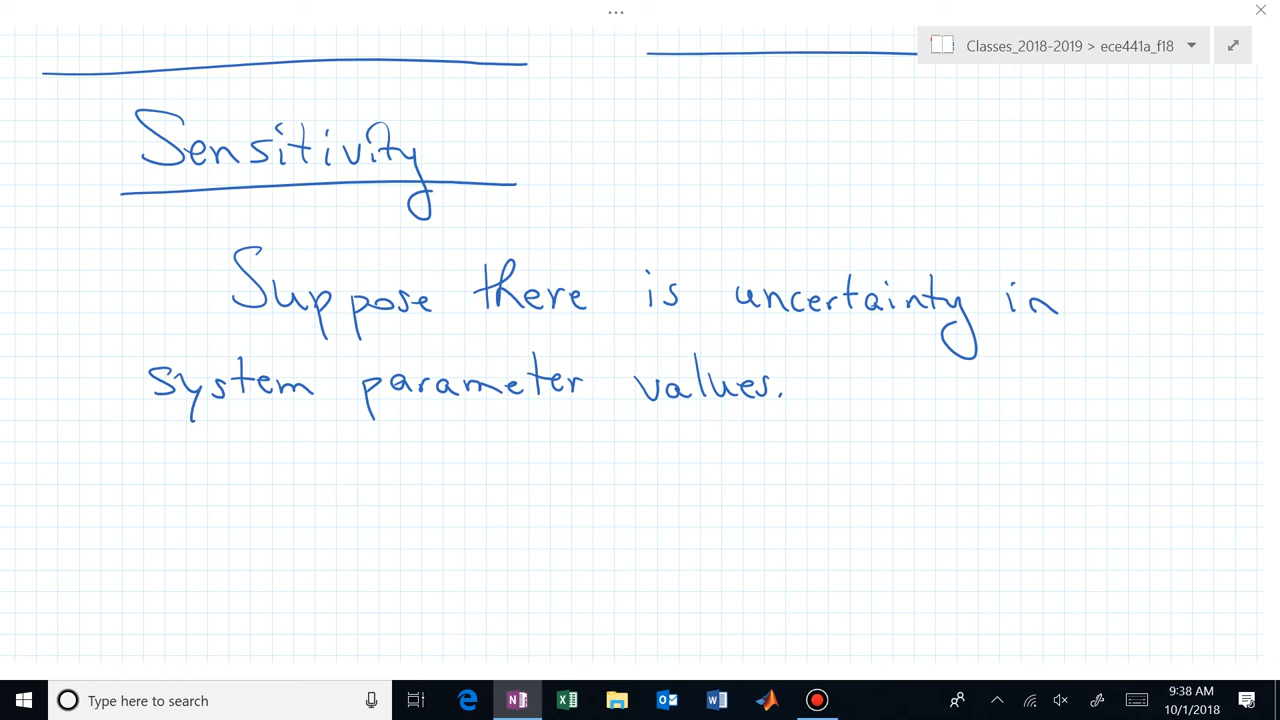 ...
Classes_2018-2019 > ece441a_f18
Sensitivity
Suppose there is uncertainty in
system parameter values.
Type here to search
9:38 AM
10/1/2018